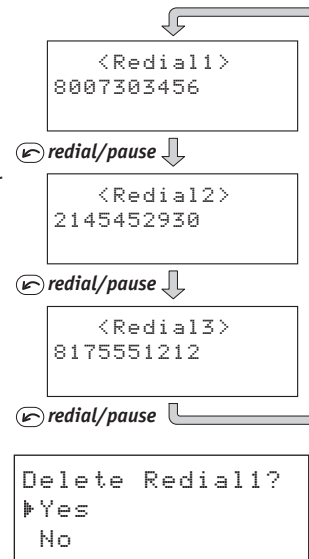 <Redial1>
8007303456
redial/pause
<Redial2>
2145452930
redial/pause
<Redial3>
8175551212
redial/pause
Delete Redial1?
Yes
No